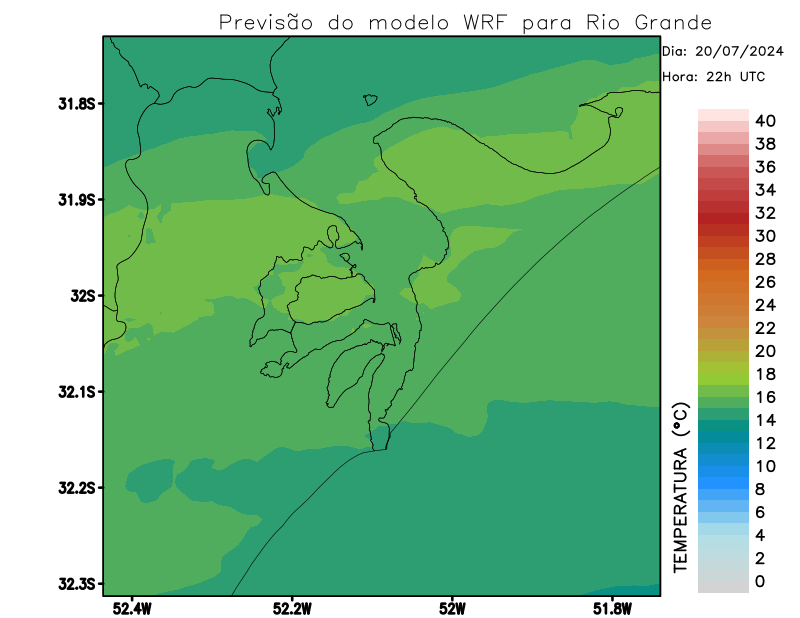 Previsão do modelo WRF para Rio Grande
Dia: 20/07/2024
Hora: 22h UTC
31.8S
31.9S
32S
32.1S
32.2S
32.3S
52.4W
52.2W
52W
51.8W
TEMPERATURA (°C)
40
38
36
34
32
30
28
26
24
22
20
18
16
14
12
10
8
6
4
2
0